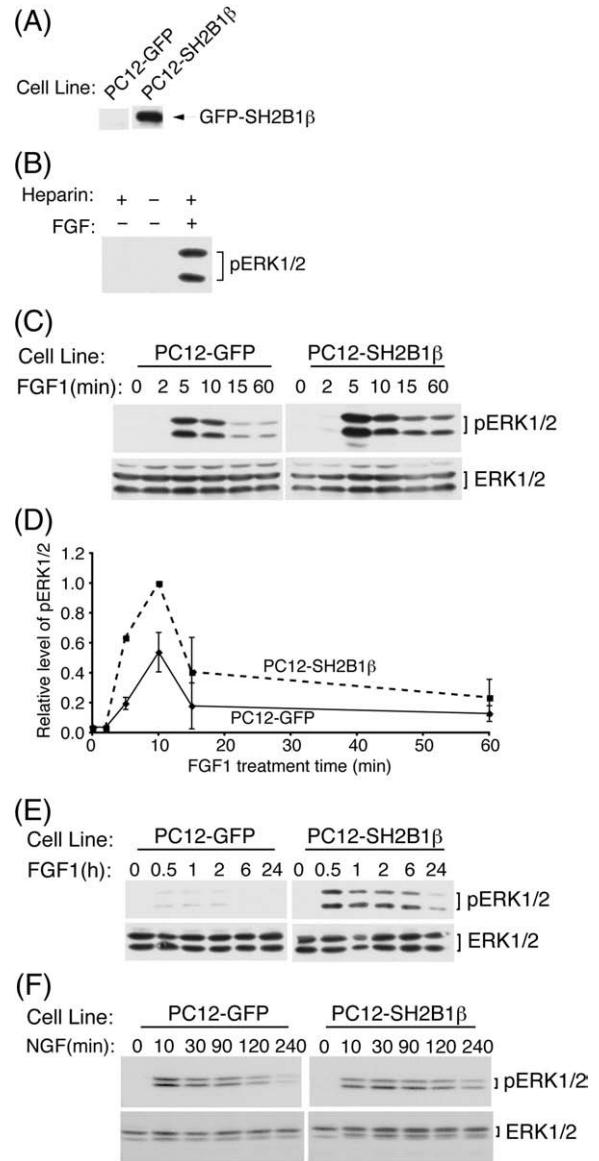 (A)
PC12-GFP
PC12-SH2B1β
Cell Line:
GFP-SH2B1β
(B)
Heparin: + − +
FGF: − − +
pERK1/2
(C)
Cell Line: PC12-GFP PC12-SH2B1β
FGF1(min): 0 2 5 10 15 60 0 2 5 10 15 60
pERK1/2
ERK1/2
(D)
Relative level of pERK1/2
1.2
1.0
0.8
0.6
0.4
0.2
0.0
PC12-SH2B1β
PC12-GFP
0 10 20 30 40 50 60
FGF1 treatment time (min)
(E)
Cell Line: PC12-GFP PC12-SH2B1β
FGF1(h): 0 0.5 1 2 6 24 0 0.5 1 2 6 24
pERK1/2
ERK1/2
(F)
Cell Line: PC12-GFP PC12-SH2B1β
NGF(min): 0 10 30 90 120 240 0 10 30 90 120 240
pERK1/2
ERK1/2